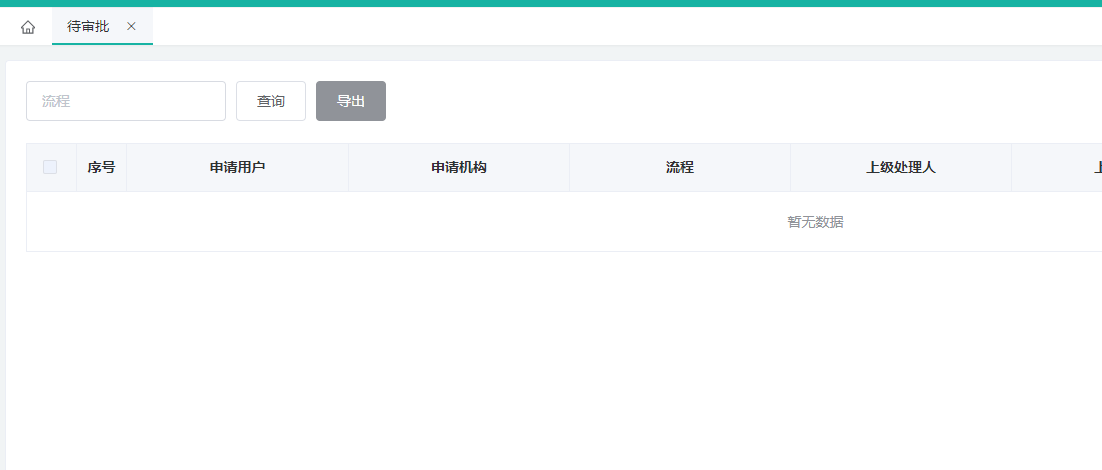 待审批
流程 查询 导出
序号 申请用户 申请机构 流程 上级处理人
暂无数据